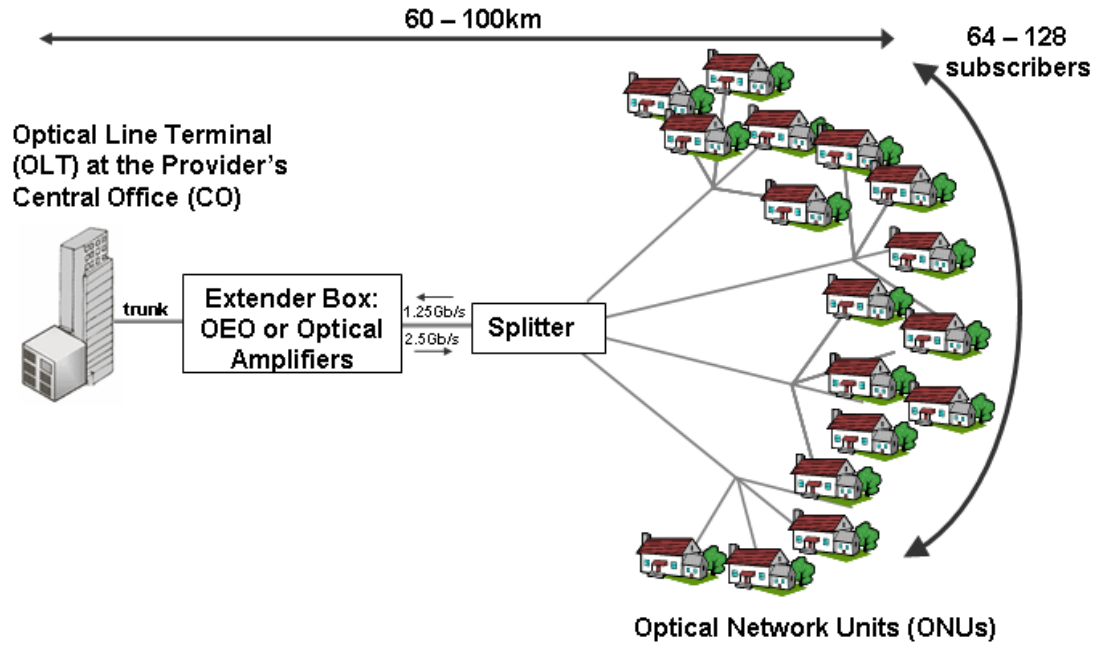 60 – 100km
64 – 128
subscribers
Optical Line Terminal
(OLT) at the Provider's
Central Office (CO)
trunk
Extender Box:
OEO or Optical
Amplifiers
1.25Gb/s
2.5Gb/s
Splitter
Optical Network Units (ONUs)